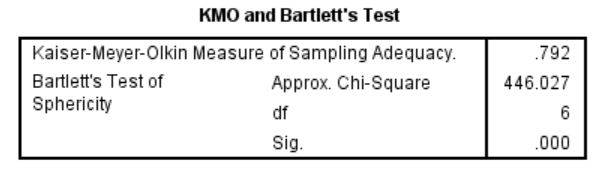 KMO and Bartlett's Test
Kaiser-Meyer-Olkin Measure of Sampling Adequacy. .792
Bartlett's Test of Sphericity Approx. Chi-Square 446.027
df 6
Sig. .000